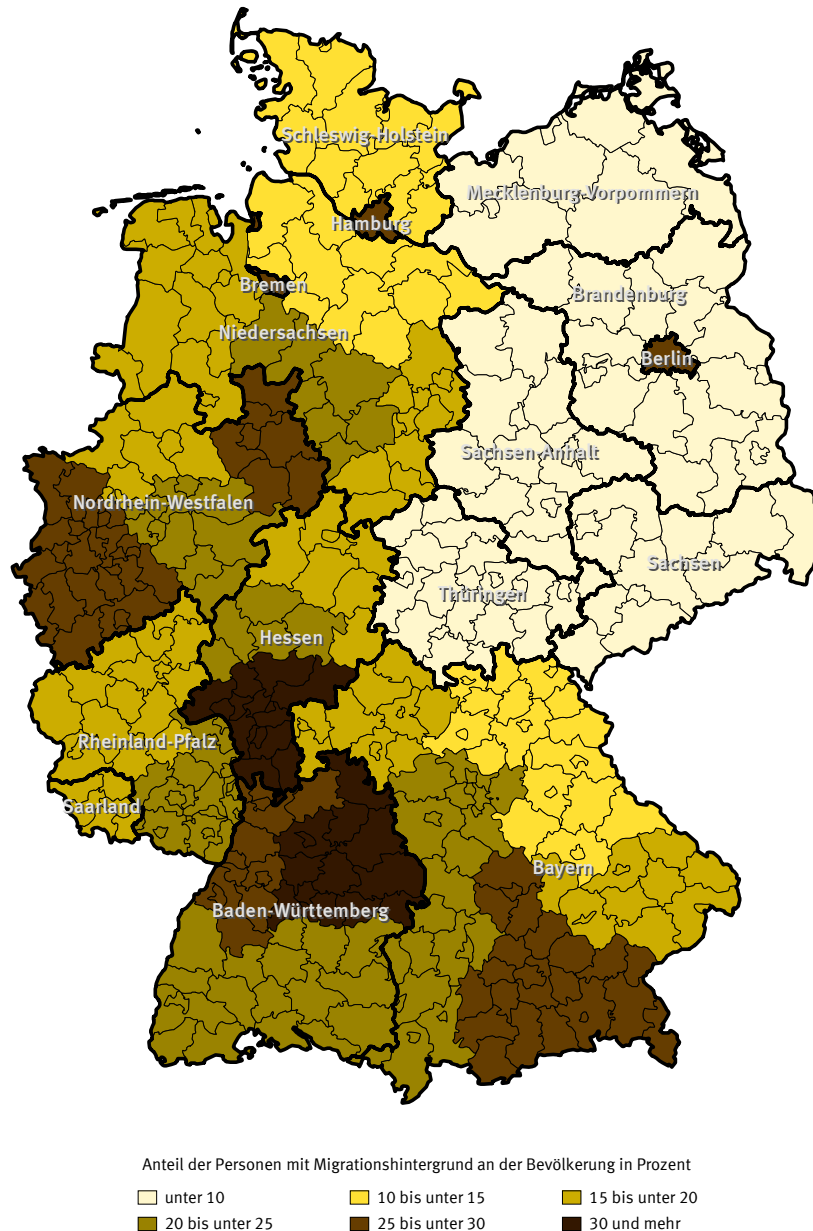 Schleswig-Holstein
Mecklenburg-Vorpommern
Hamburg
Bremen
Brandenburg
Niedersachsen
Berlin
Sachsen-Anhalt
Nordrhein-Westfalen
Sachsen
Thüringen
Hessen
Rheinland-Pfalz
Saarland
Bayern
Baden-Württemberg
Anteil der Personen mit Migrationshintergrund an der Bevölkerung in Prozent
unter 10 10 bis unter 15 15 bis unter 20
20 bis unter 25 25 bis unter 30 30 und mehr